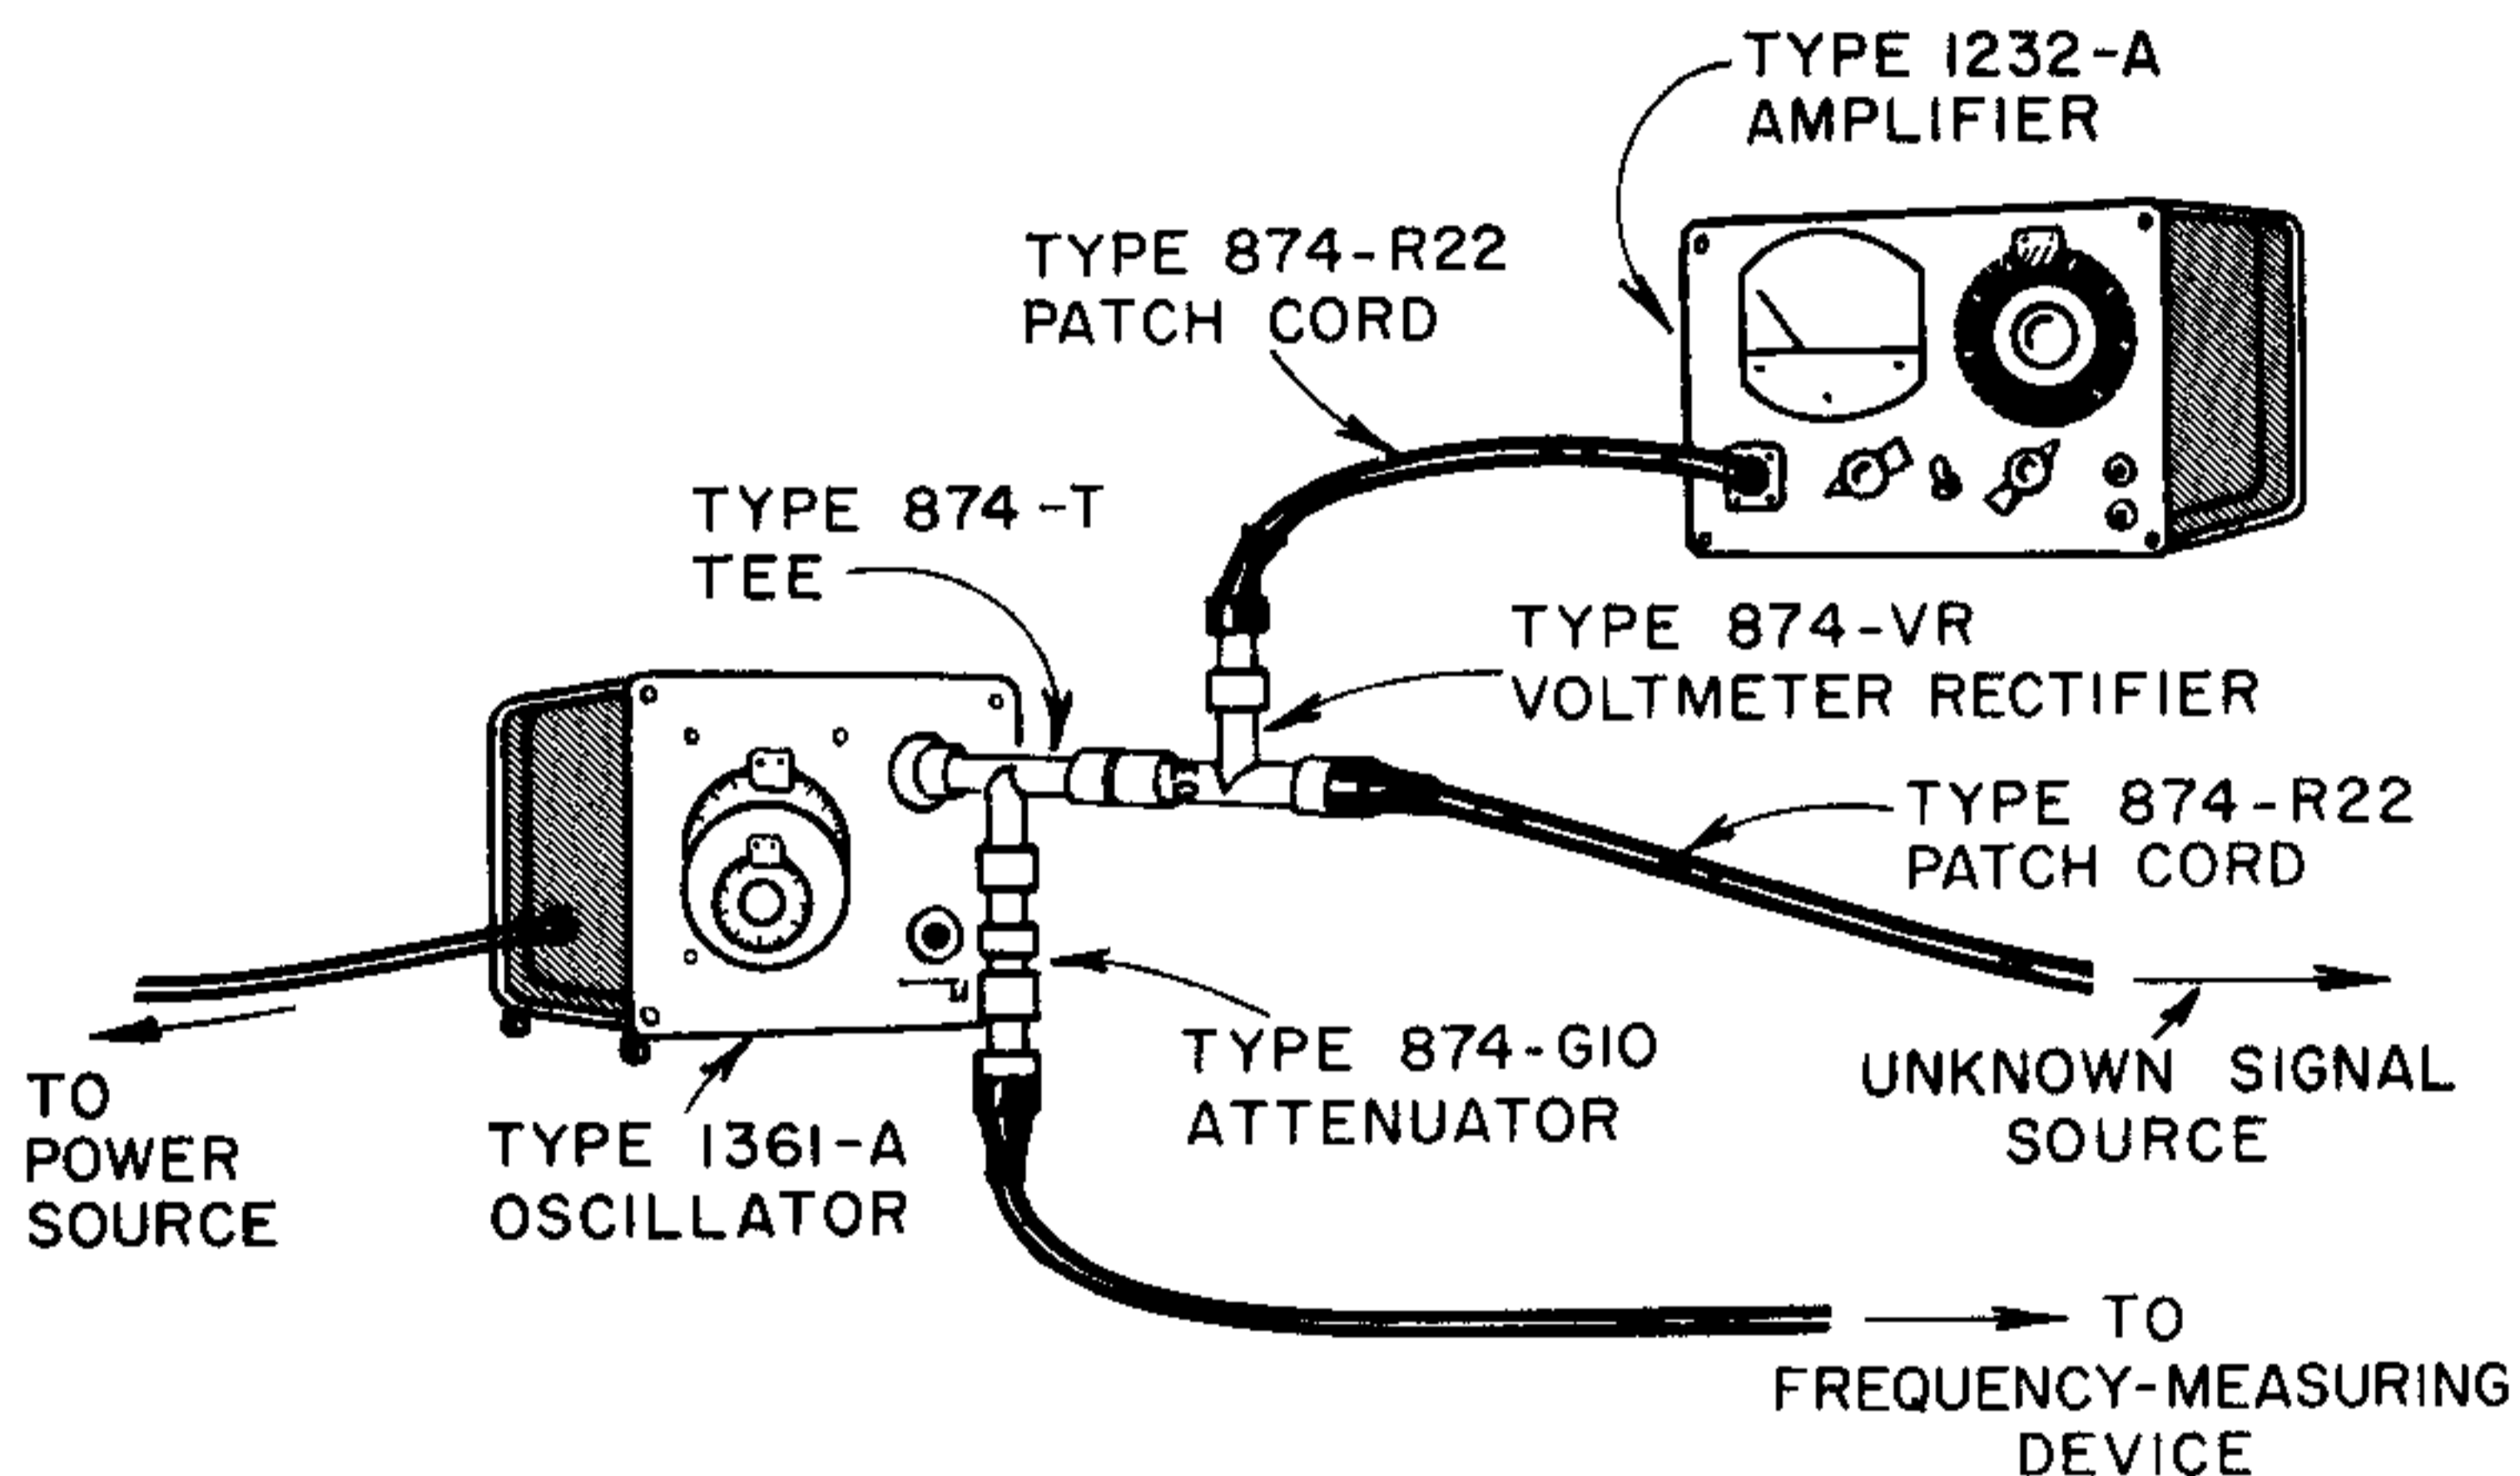 TYPE 1232-A
AMPLIFIER
TYPE 874-R22
PATCH CORD
TYPE 874-T
TEE
TYPE 874-VR
VOLTMETER RECTIFIER
TYPE 874-R22
PATCH CORD
TYPE 874-G10
ATTENUATOR
UNKNOWN SIGNAL
SOURCE
TO
POWER
SOURCE
TYPE 1361-A
OSCILLATOR
TO
FREQUENCY-MEASURING
DEVICE